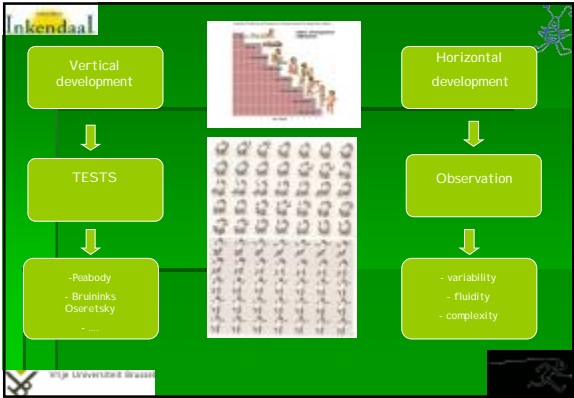 Inkendaal
Vertical
development
TESTS
-Peabody
- Bruininks
Oseretsky
- ....
Horizontal
development
Observation
- variability
- fluidity
- complexity
Vrije Universiteit Brussel